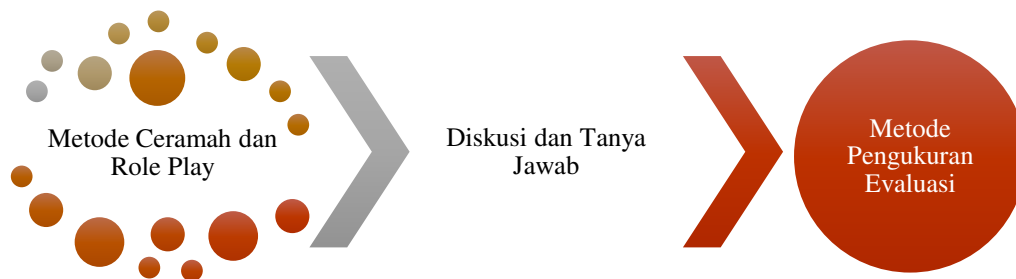 Metode Ceramah dan
Role Play
Diskusi dan Tanya
Jawab
Metode
Pengukuran
Evaluasi